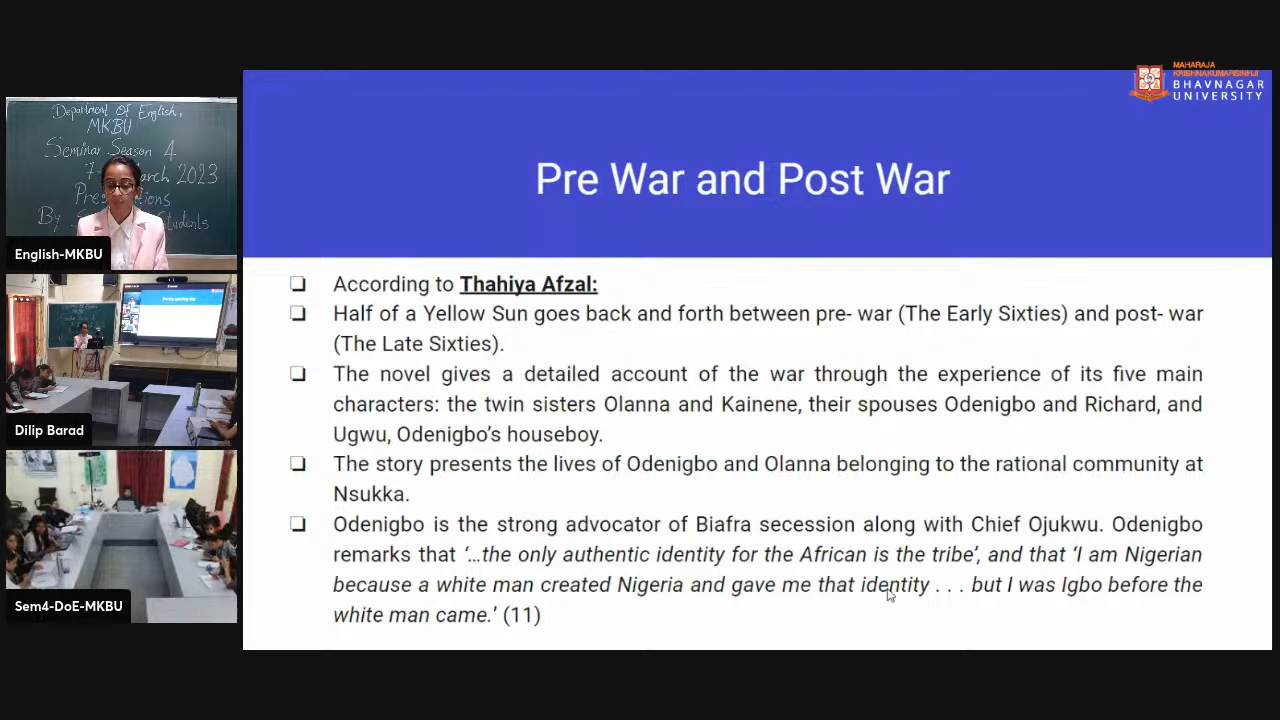 MAHARAJA
KRISHNAKUMARSINHJI
BHAVNAGAR
UNIVERSITY
Department Of English,
MKBU
Seminar Season 4
7 March 2023
By Students
English-MKBU
Pre War and Post War
Dilip Barad
Sem4-DoE-MKBU
Pre War and Post War
❏ According to Thahiya Afzal:
❏ Half of a Yellow Sun goes back and forth between pre- war (The Early Sixties) and post- war
(The Late Sixties).
❏ The novel gives a detailed account of the war through the experience of its five main
characters: the twin sisters Olanna and Kainene, their spouses Odenigbo and Richard, and
Ugwu, Odenigbo's houseboy.
❏ The story presents the lives of Odenigbo and Olanna belonging to the rational community at
Nsukka.
❏ Odenigbo is the strong advocator of Biafra secession along with Chief Ojukwu. Odenigbo
remarks that '…the only authentic identity for the African is the tribe', and that 'I am Nigerian
because a white man created Nigeria and gave me that identity . . . but I was Igbo before the
white man came.' (11)